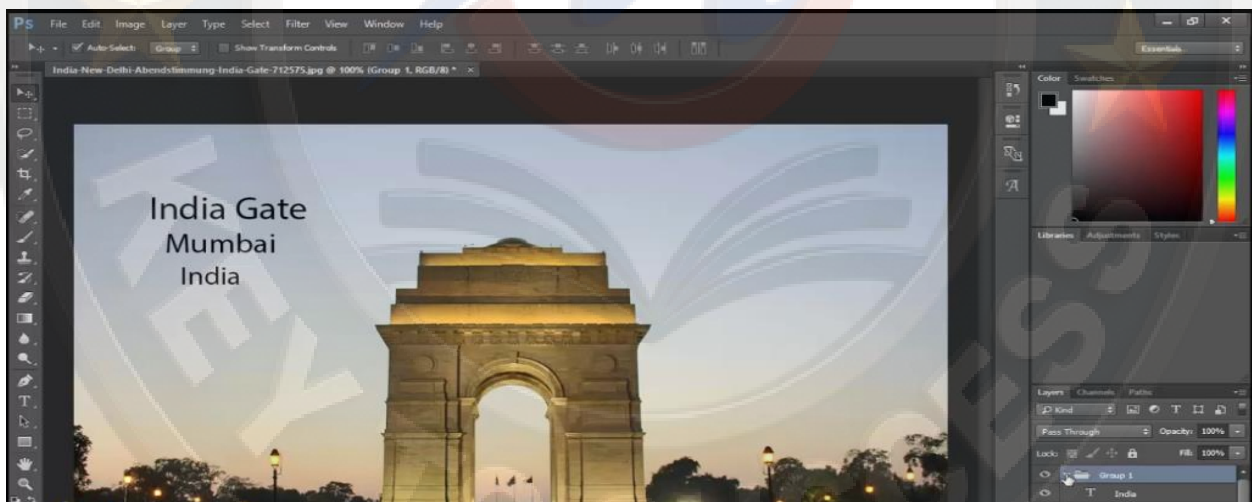 Ps File Edit Image Layer Type Select Filter View Window Help
Auto-Select: Group Show Transform Controls Essentials
India-New-Delhi-Abendstimmung-India-Gate-712575.jpg @ 100% (Group 1, RGB/8) * ×
Color Swatches
India Gate
Mumbai
India
Libraries Adjustments Styles
Layers Channels Paths
Kind
Pass Through Opacity: 100%
Lock: Fill: 100%
Group 1
T India
KEY
CESS